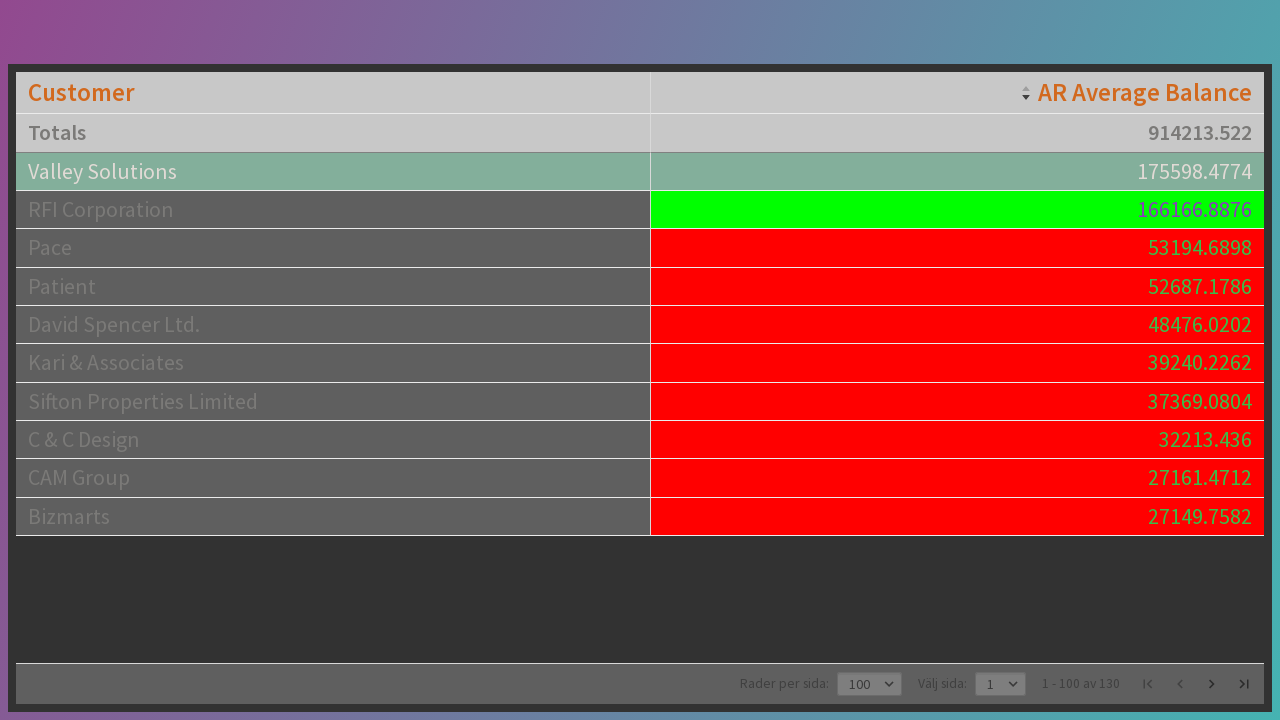 Customer AR Average Balance
Totals 914213.522
Valley Solutions 175598.4774
RFI Corporation 166166.8876
Pace 53194.6898
Patient 52687.1786
David Spencer Ltd. 48476.0202
Kari & Associates 39240.2262
Sifton Properties Limited 37369.0804
C & C Design 32213.436
CAM Group 27161.4712
Bizmarts 27149.7582
Rader per sida: 100 Välj sida: 1 1 - 100 av 130